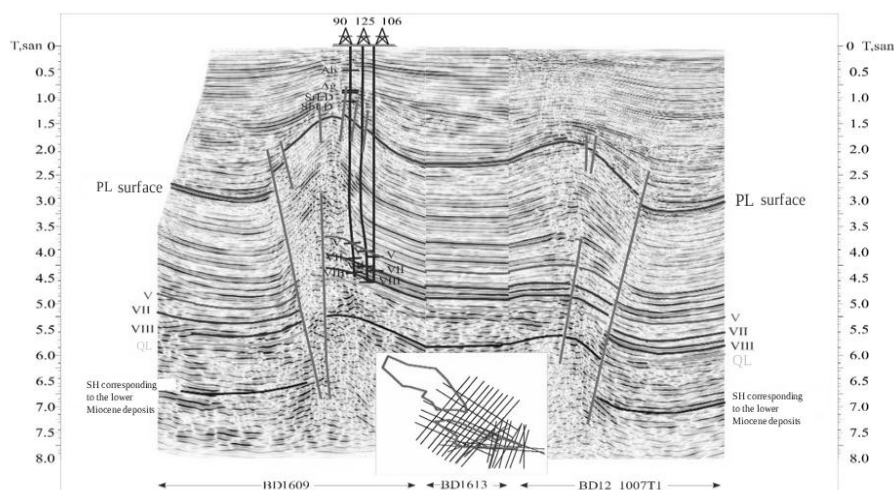 90 125 106
T,san 0
0 T,san
0.5
1.0
1.5
2.0
2.5
3.0
3.5
4.0
4.5
5.0
5.5
6.0
6.5
7.0
7.5
8.0
0.5
1.0
1.5
2.0
2.5
3.0
3.5
4.0
4.5
5.0
5.5
6.0
6.5
7.0
7.5
8.0
Ab
Ag
PL surface
PL surface
V
V
VII
VII
VIII
VIII
V
VII
VIII
QL
V
VII
VIII
QL
SH corresponding
to the lower
Miocene deposits
SH corresponding
to the lower
Miocene deposits
BD1609
BD1613
BD12_1007T1